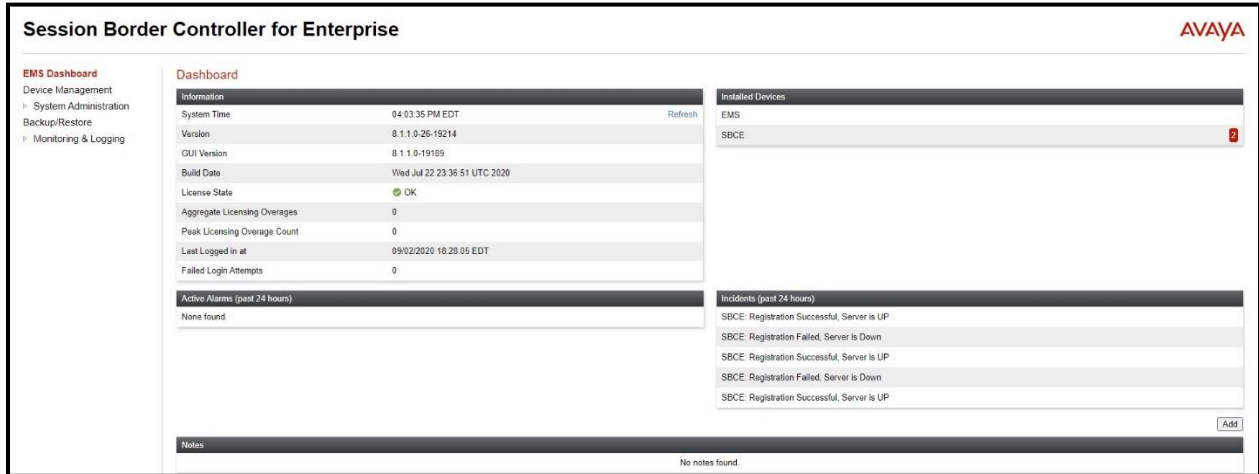 Session Border Controller for Enterprise
AVAYA
EMS Dashboard
Device Management
System Administration
Backup/Restore
Monitoring & Logging
Dashboard
Information
System Time 04:03:35 PM EDT Refresh
Version 8.1.1.0-26-19214
GUI Version 8.1.1.0-19189
Build Date Wed Jul 22 23:36:51 UTC 2020
License State OK
Aggregate Licensing Overages 0
Peak Licensing Overage Count 0
Last Logged in at 09/02/2020 18:28:05 EDT
Failed Login Attempts 0
Installed Devices
EMS
SBCE 2
Active Alarms (past 24 hours)
None found.
Incidents (past 24 hours)
SBCE: Registration Successful, Server is UP
SBCE: Registration Failed, Server is Down
SBCE: Registration Successful, Server is UP
SBCE: Registration Failed, Server is Down
SBCE: Registration Successful, Server is UP
Add
Notes
No notes found.